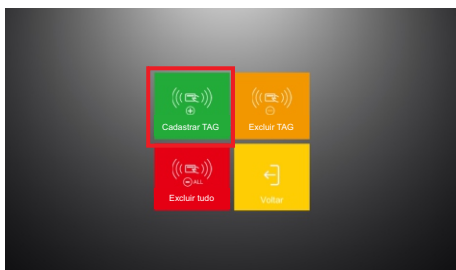 Cadastrar TAG
Excluir TAG
ALL
Excluir tudo
Voltar